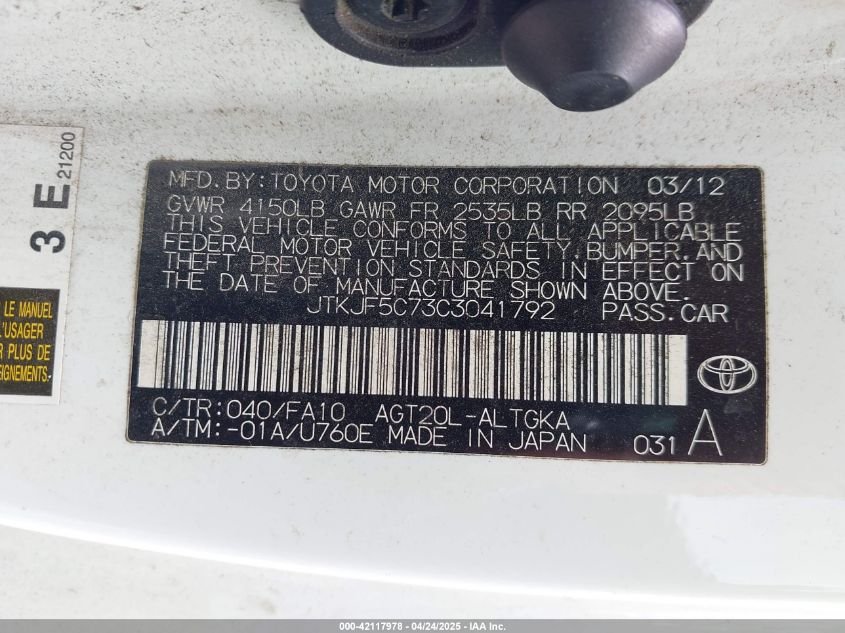 3 E 21200
LE MANUEL
L'USAGER
R PLUS DE
EIGNEMENTS.
MFD. BY: TOYOTA MOTOR CORPORATION 03/12
GVWR 4150LB GAWR FR 2535LB RR 2095LB
THIS VEHICLE CONFORMS TO ALL APPLICABLE
FEDERAL MOTOR VEHICLE SAFETY, BUMPER, AND
THEFT PREVENTION STANDARDS IN EFFECT ON
THE DATE OF MANUFACTURE SHOWN ABOVE.
JTKJF5C73C3041792 PASS. CAR
C/TR: 040/FA10 AGT20L-ALTGKA
A/TM: -01A/U760E MADE IN JAPAN 031 A
000-42117978 - 04/24/2025 - IAA Inc.